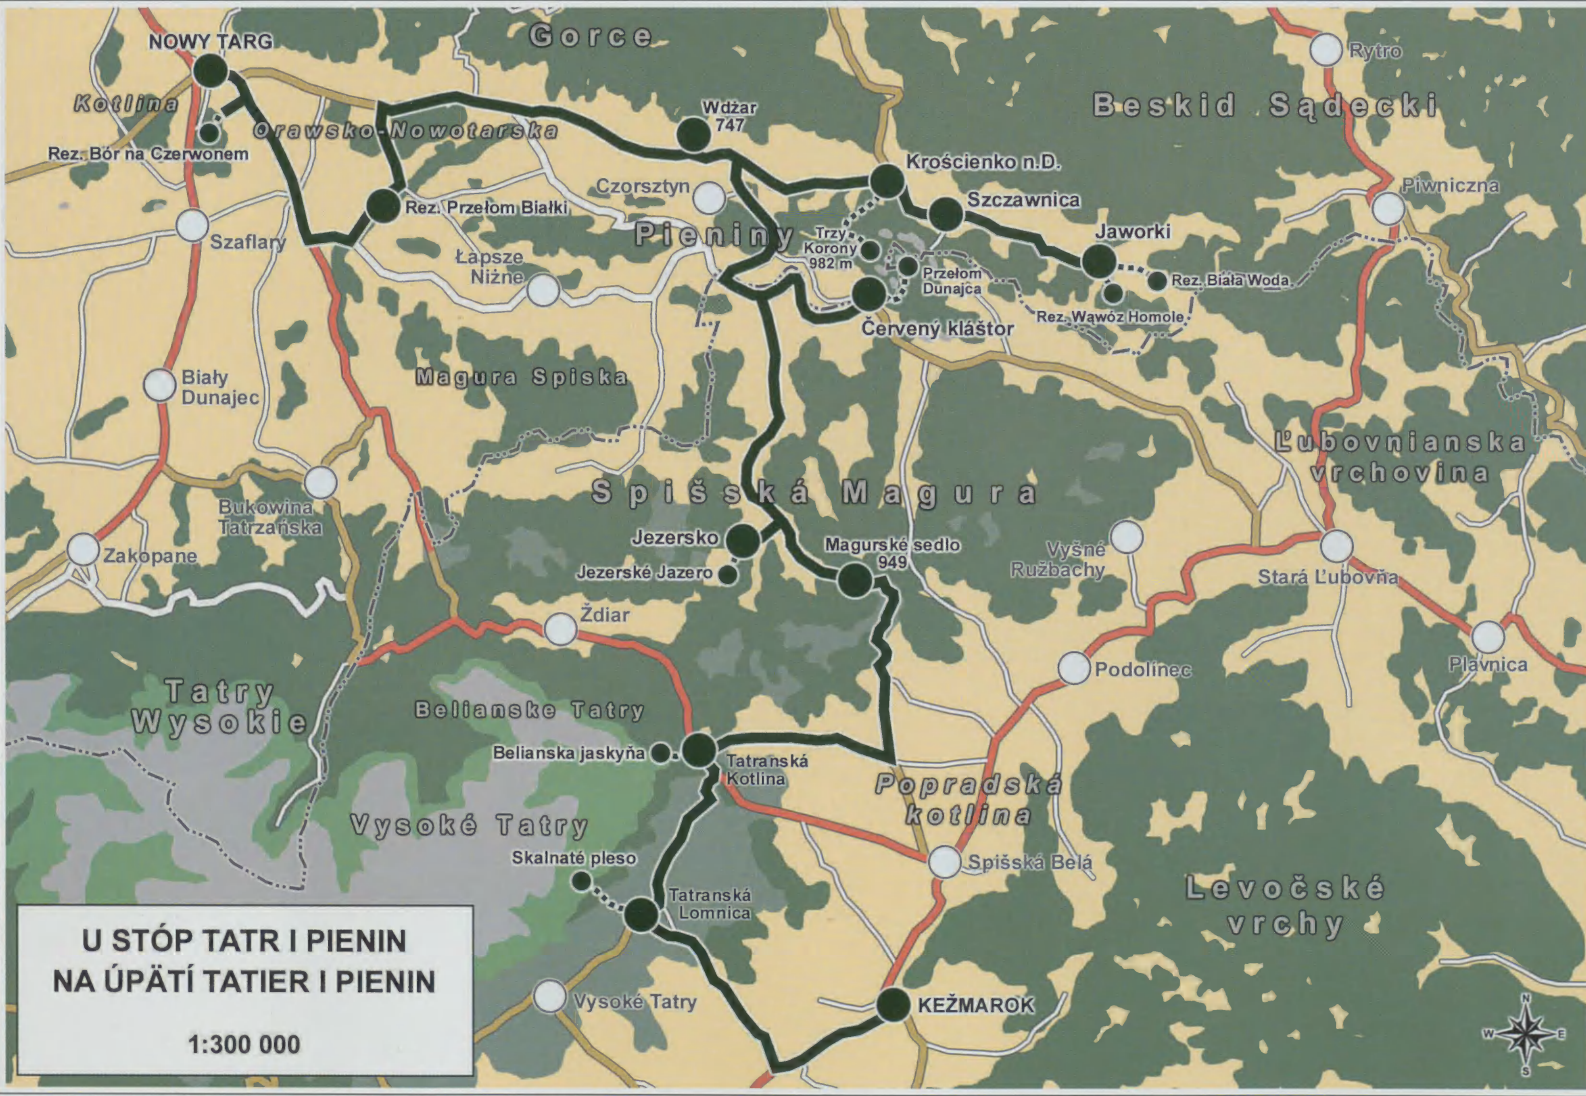 Gorce
NOWY TARG
Rytro
Kotlina
Orawsko-Nowotarska
Wdżar
747
Beskid Sądecki
Rez. Bór na Czerwonem
Krościenko n.D.
Czorsztyn
Piwniczna
Rez. Przełom Białki
Szczawnica
Szaflary
Pieniny
Trzy
Korony
982 m
Jaworki
Łapsze
Niżne
Przełom
Dunajca
Rez. Biała Woda
Rez. Wąwóz Homole
Červený kláštor
Biały
Dunajec
Magura Spiska
Ľubovnianska
vrchovina
Bukowina
Tatrzańska
Spišská Magura
Zakopane
Jezersko
Magurské sedlo
949
Vyšné
Ružbachy
Jezerské Jazero
Stará Ľubovňa
Ždiar
Plavnica
Podolínec
Tatry
Wysokie
Belianske Tatry
Belianska jaskyňa
Tatranská
Kotlina
Popradská
kotlina
Vysoké Tatry
Skalnaté pleso
Spišská Belá
Tatranská
Lomnica
Levočské
vrchy
U STÓP TATR I PIENIN
NA ÚPÄTÍ TATIER I PIENIN
1:300 000
Vysoké Tatry
KEŽMAROK
N
W
E
S